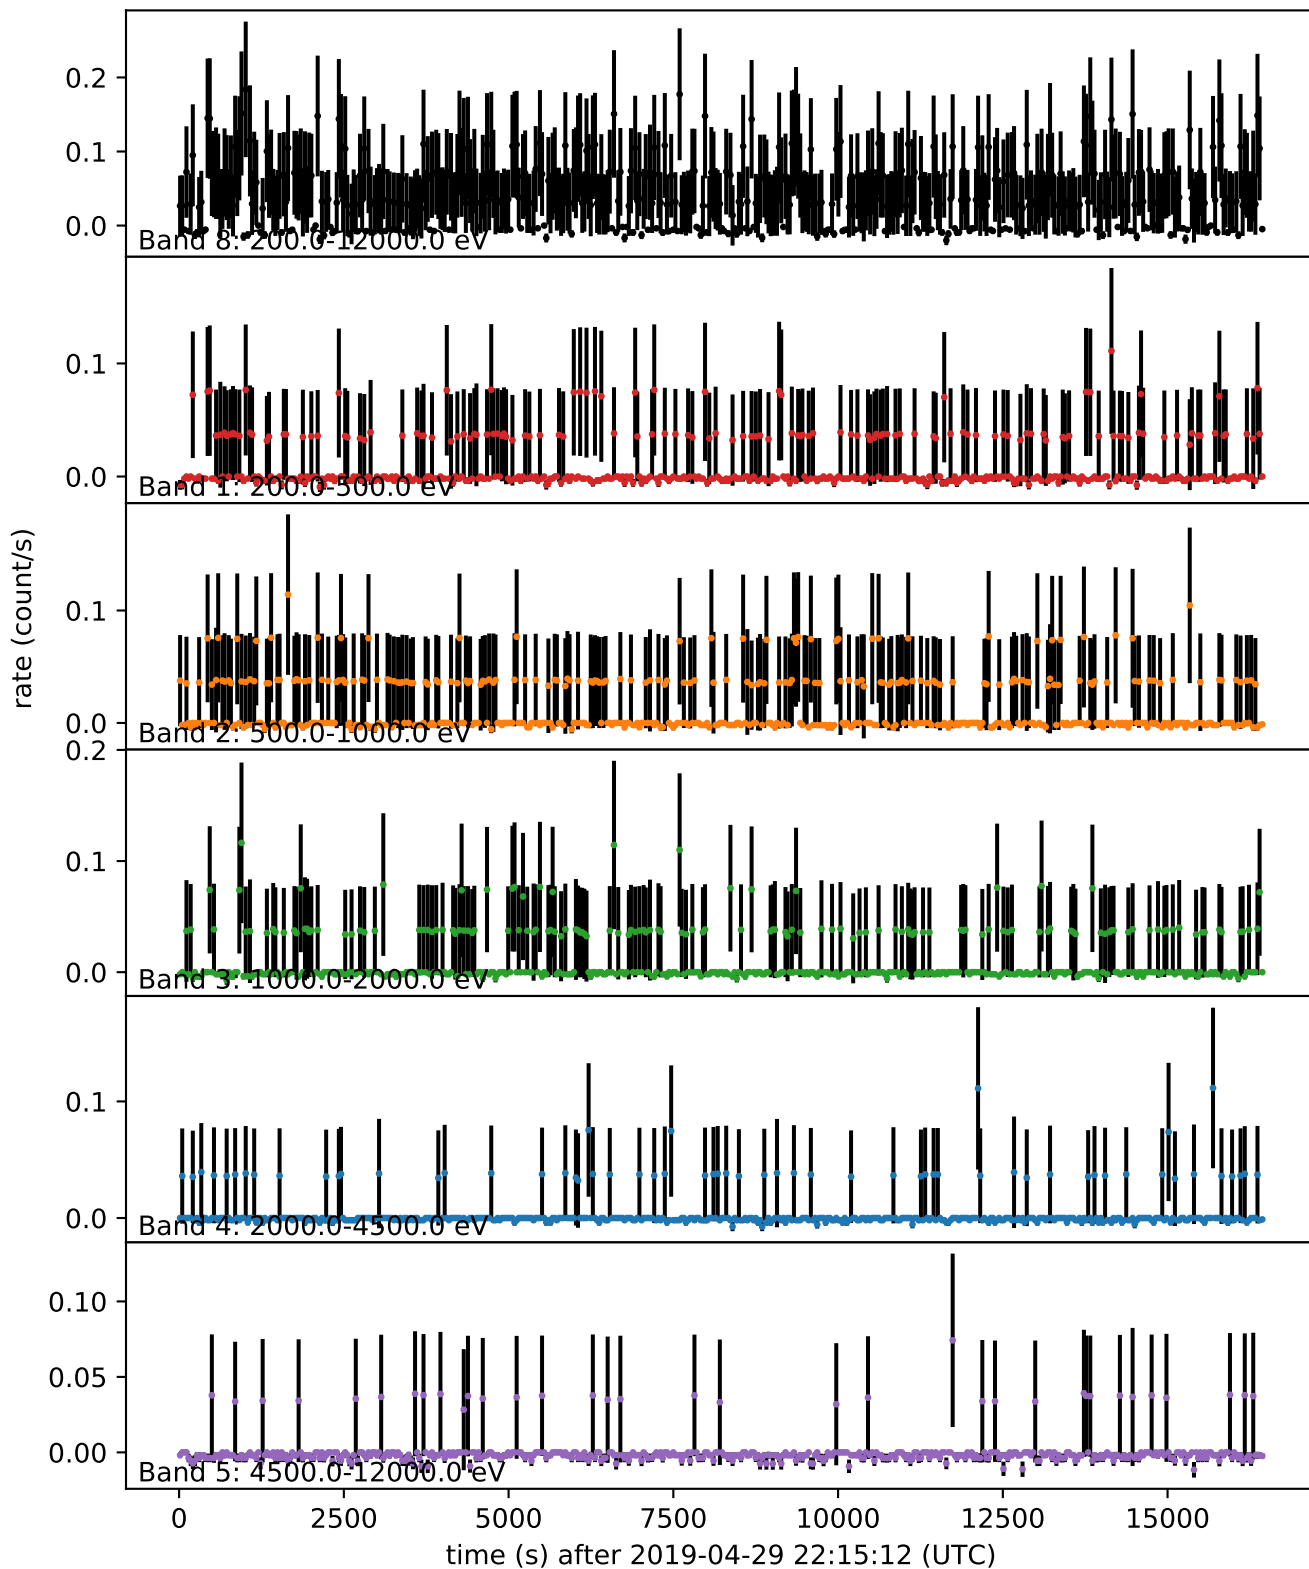 0.2
0.1
0.0
Band 8: 200.0-12000.0 eV
0.1
0.0
Band 1: 200.0-500.0 eV
rate (count/s)
0.1
0.0
Band 2: 500.0-1000.0 eV
0.2
0.1
0.0
Band 3: 1000.0-2000.0 eV
0.1
0.0
Band 4: 2000.0-4500.0 eV
0.10
0.05
0.00
Band 5: 4500.0-12000.0 eV
0 2500 5000 7500 10000 12500 15000
time (s) after 2019-04-29 22:15:12 (UTC)